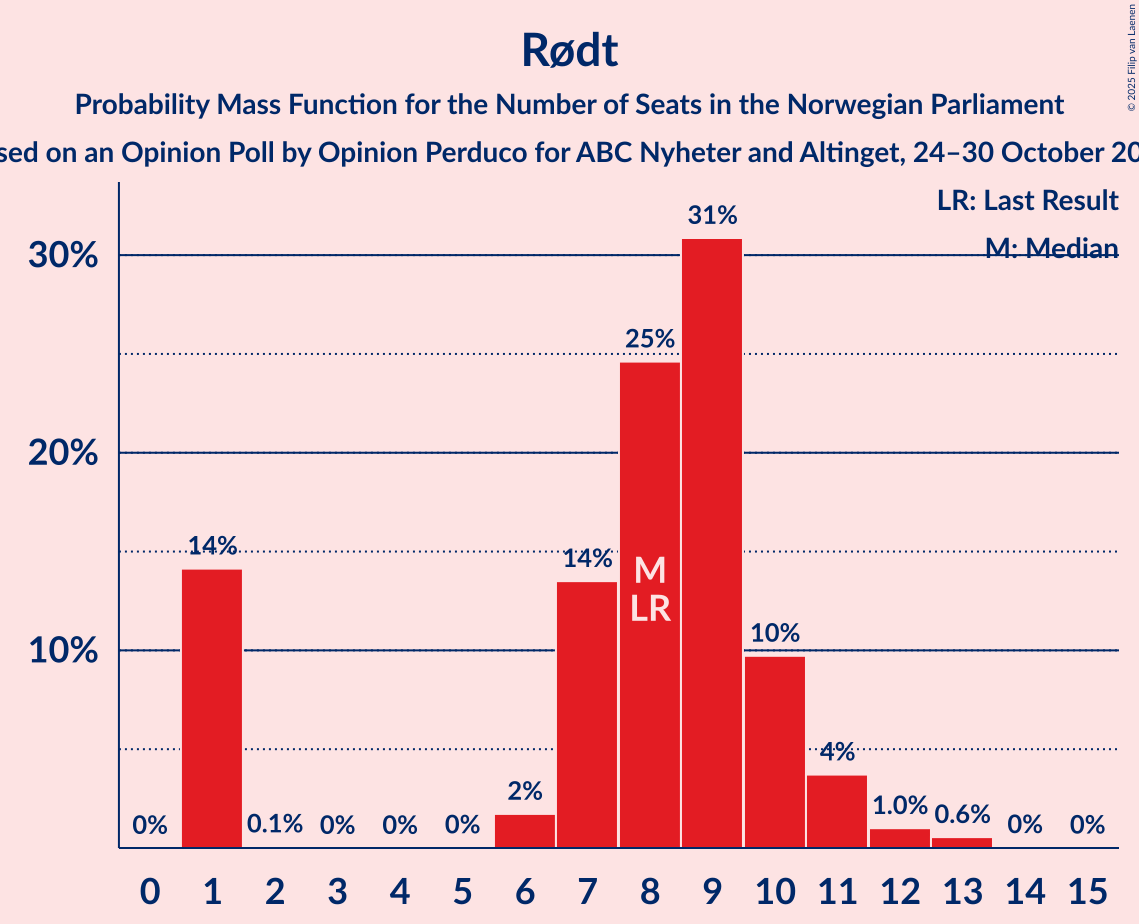 Rødt
Probability Mass Function for the Number of Seats in the Norwegian Parliament
sed on an Opinion Poll by Opinion Perduco for ABC Nyheter and Altinget, 24–30 October 20
© 2025 Filip van Laenen
LR: Last Result
M: Median
30%
20%
10%
0%
14%
0.1%
0%
0%
0%
2%
14%
25%
31%
10%
4%
1.0%
0.6%
0%
0%
M
LR
0 1 2 3 4 5 6 7 8 9 10 11 12 13 14 15